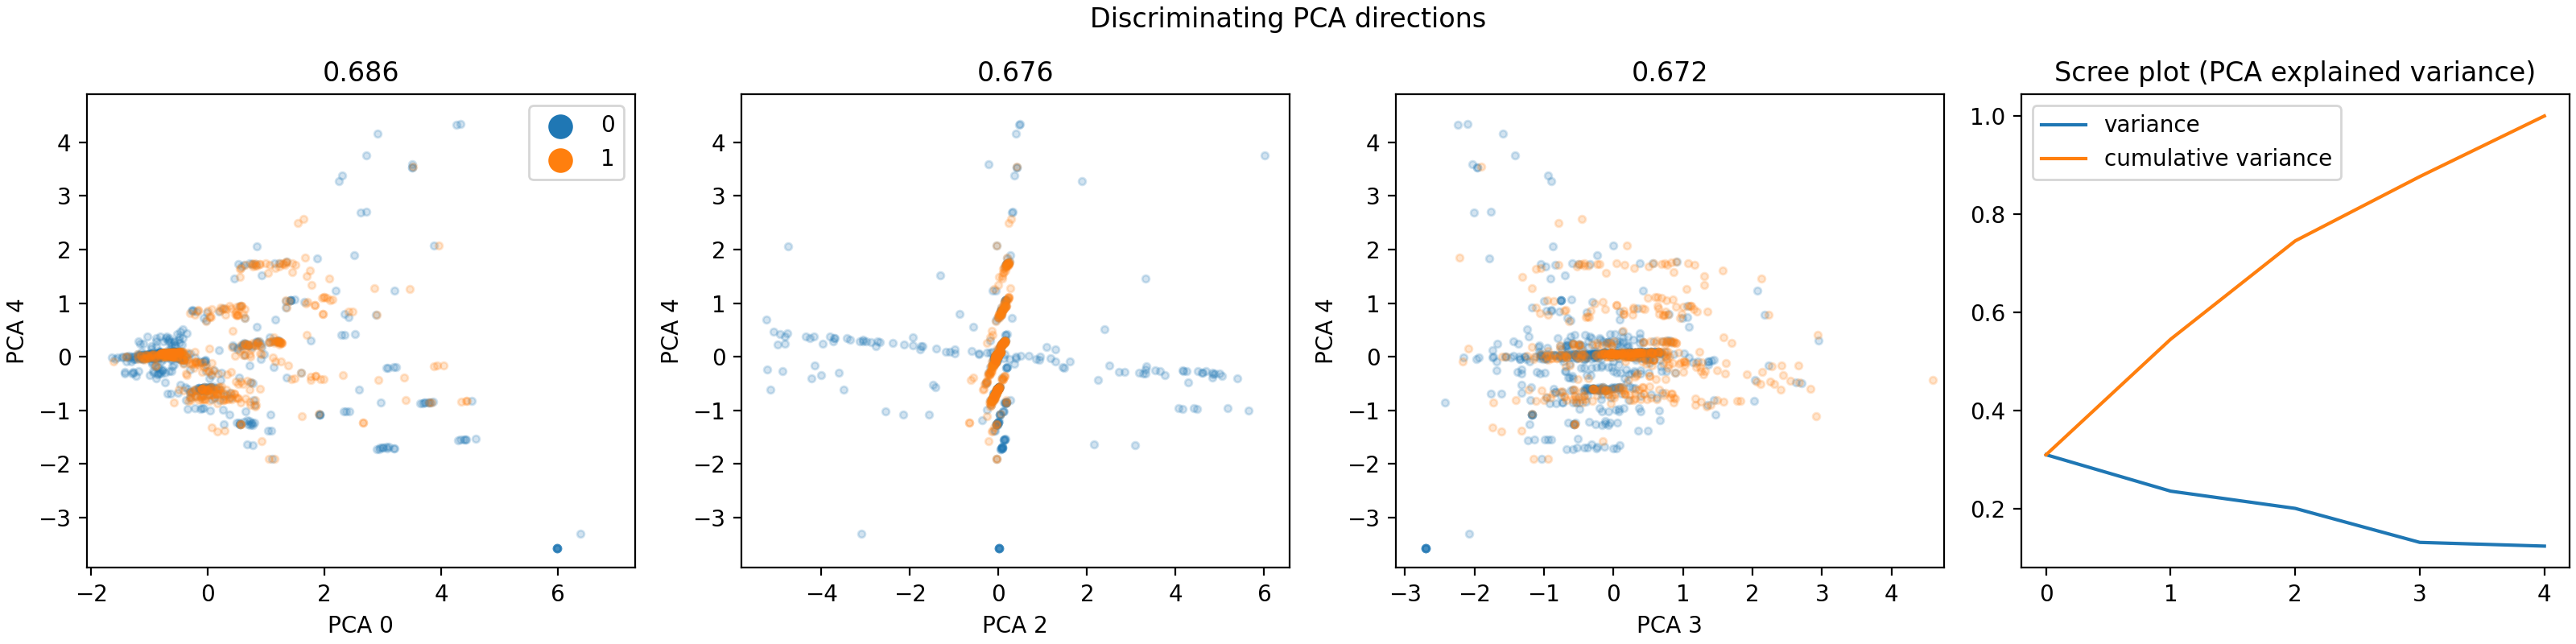 Discriminating PCA directions
0.686
0
1
4
3
2
1
0
−1
−2
−3
PCA 4
−2 0 2 4 6
PCA 0
0.676
4
3
2
1
0
−1
−2
−3
PCA 4
−4 −2 0 2 4 6
PCA 2
0.672
4
3
2
1
0
−1
−2
−3
PCA 4
−3 −2 −1 0 1 2 3 4
PCA 3
Scree plot (PCA explained variance)
variance
cumulative variance
1.0
0.8
0.6
0.4
0.2
0 1 2 3 4